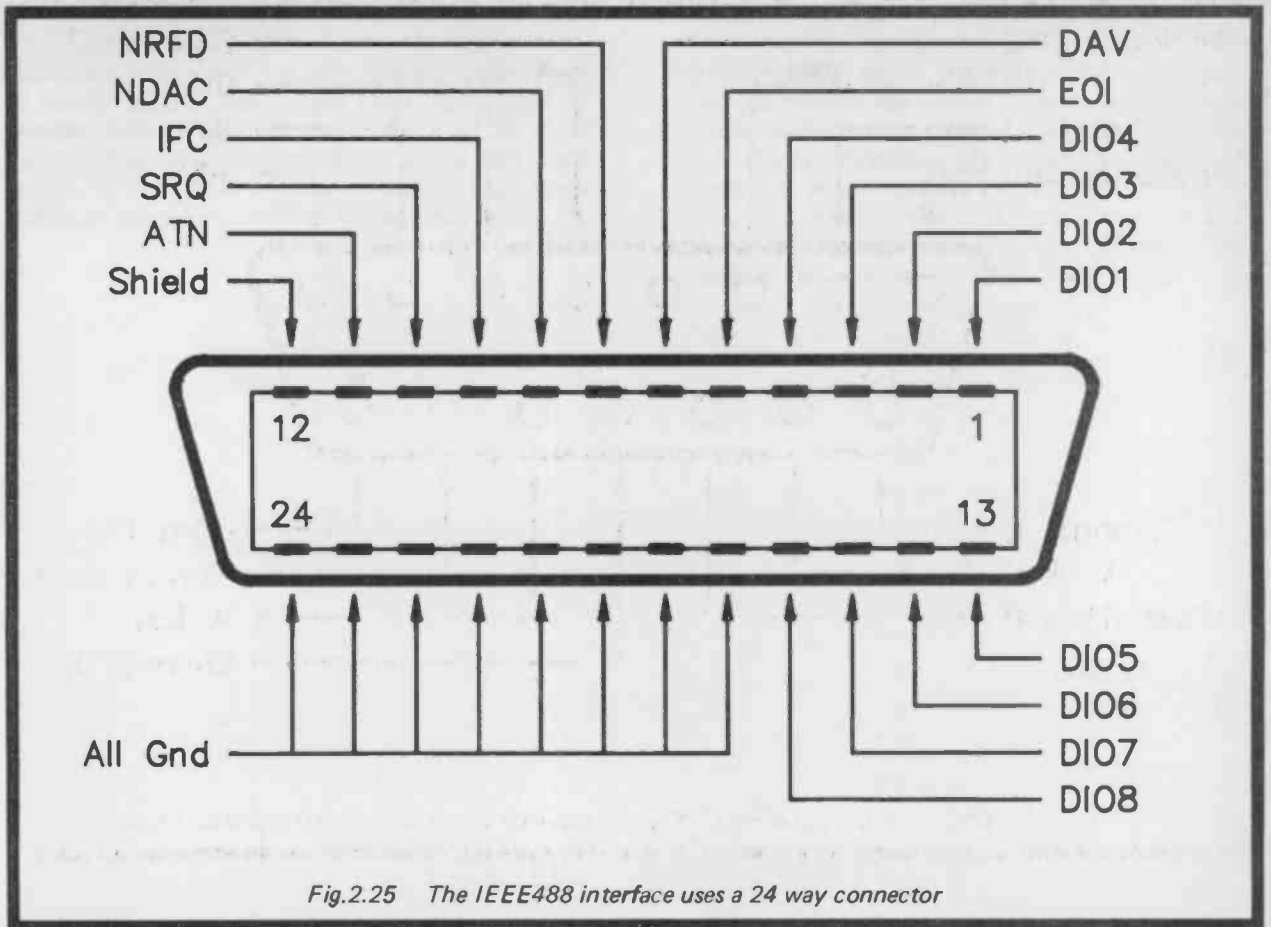 NRFD
NDAC
IFC
SRQ
ATN
Shield
DAV
EOI
DIO4
DIO3
DIO2
DIO1
12
1
24
13
All Gnd
DIO5
DIO6
DIO7
DIO8
Fig.2.25 The IEEE488 interface uses a 24 way connector